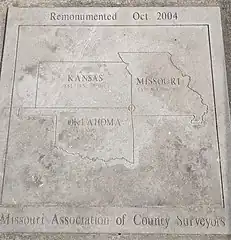 Remonumented Oct. 2004
KANSAS
MISSOURI
OKLAHOMA
Missouri Association of County Surveyors